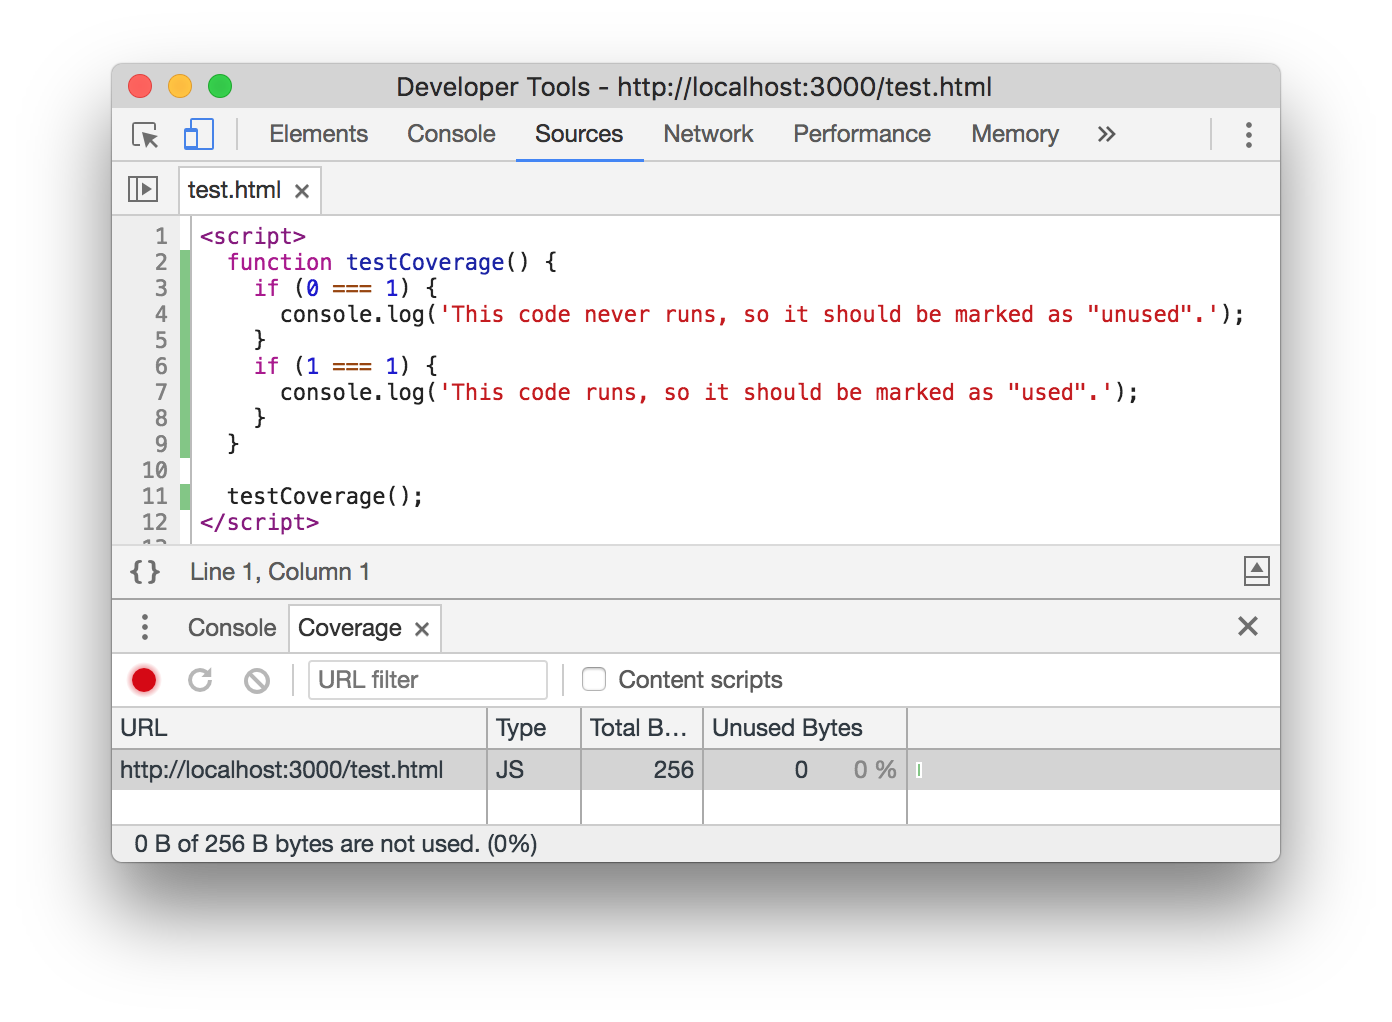 Developer Tools - http://localhost:3000/test.html
Elements Console Sources Network Performance Memory »
test.html ×
1 <script>
2   function testCoverage() {
3     if (0 === 1) {
4       console.log('This code never runs, so it should be marked as "unused".');
5     }
6     if (1 === 1) {
7       console.log('This code runs, so it should be marked as "used".');
8     }
9   }
10
11   testCoverage();
12 </script>
{} Line 1, Column 1
Console Coverage ×
URL filter Content scripts
URL Type Total B... Unused Bytes
http://localhost:3000/test.html JS 256 0 0 %
0 B of 256 B bytes are not used. (0%)